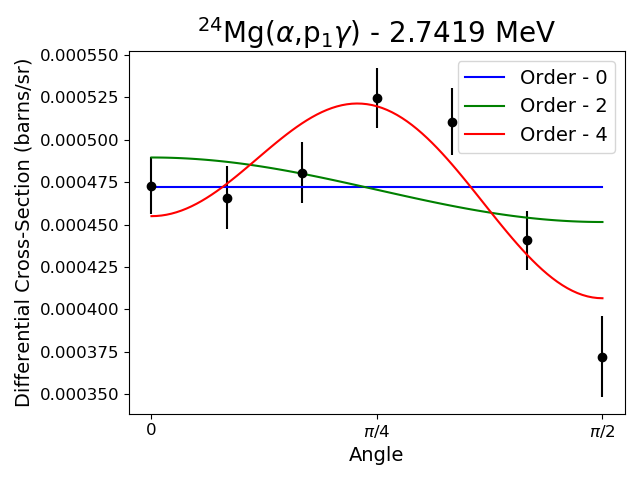 ²⁴Mg(α,p₁γ) - 2.7419 MeV
Differential Cross-Section (barns/sr)
0.000550
0.000525
0.000500
0.000475
0.000450
0.000425
0.000400
0.000375
0.000350
Order - 0
Order - 2
Order - 4
0
π/4
π/2
Angle